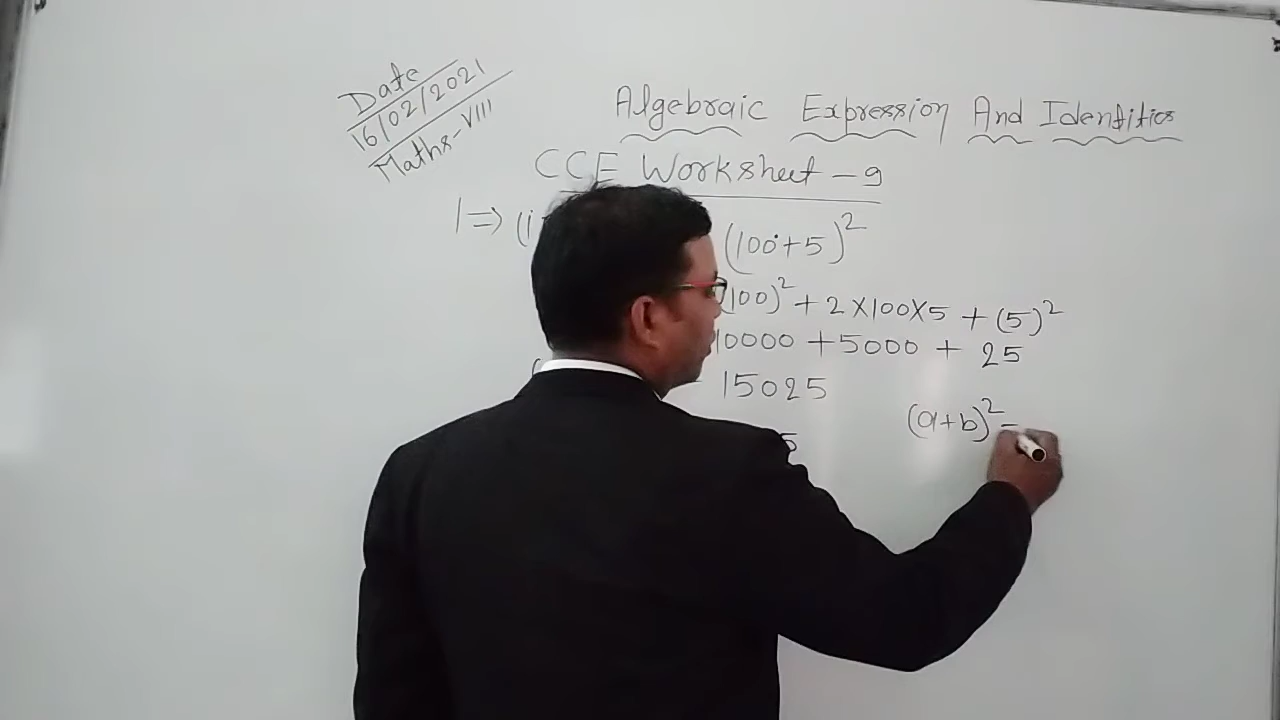 Date
16/02/2021
Maths-VIII
Algebraic Expression And Identities
CCE Worksheet - 9
1 ⇒ (i
(100+5)²
(100)² + 2×100×5 + (5)²
10000 + 5000 + 25
15025
(a+b)² =
5